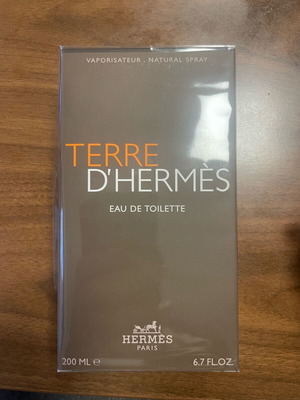 VAPORISATEUR . NATURAL SPRAY
TERRE
D'HERMÈS
EAU DE TOILETTE
HERMÈS
PARIS
200 ML ℮ 6.7 FL.OZ.